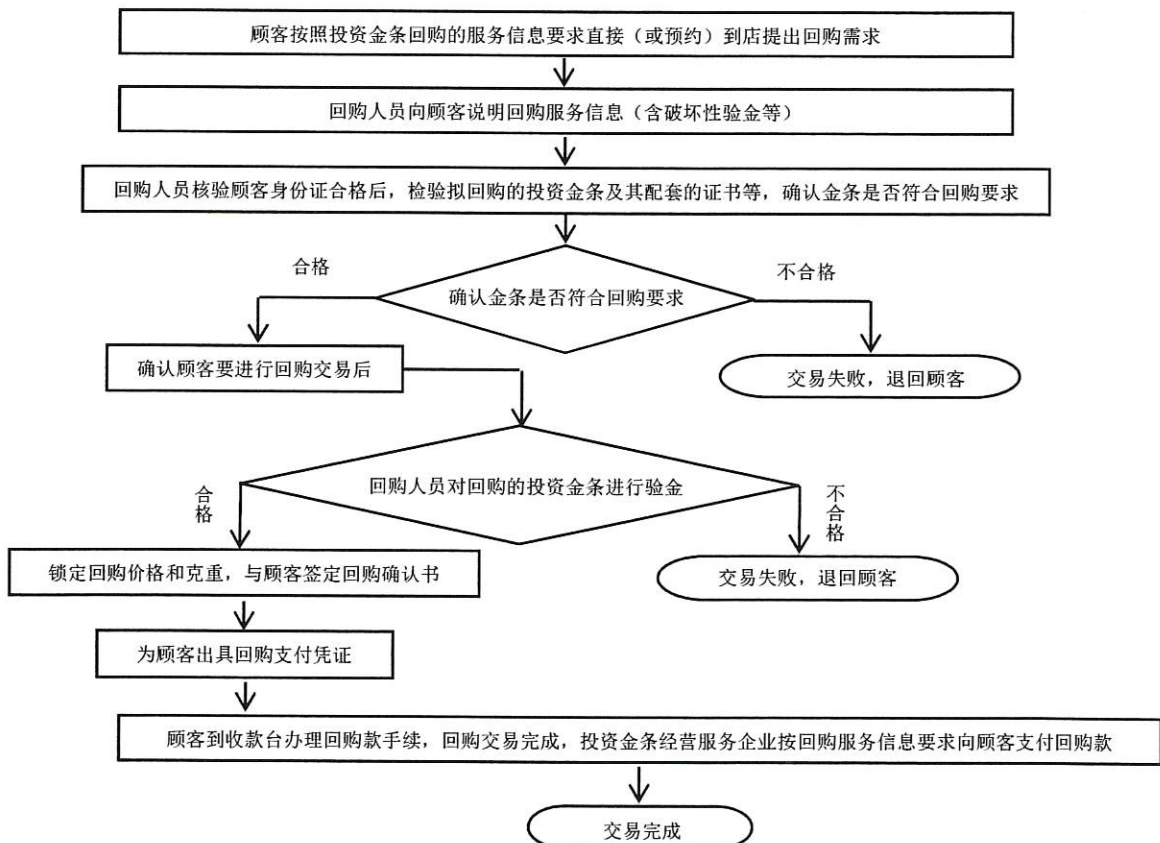 顾客按照投资金条回购的服务信息要求直接（或预约）到店提出回购需求
回购人员向顾客说明回购服务信息（含破坏性验金等）
回购人员核验顾客身份证合格后，检验拟回购的投资金条及其配套的证书等，确认金条是否符合回购要求
合格
不合格
确认金条是否符合回购要求
确认顾客要进行回购交易后
交易失败，退回顾客
回购人员对回购的投资金条进行验金
合格
不合格
锁定回购价格和克重，与顾客签定回购确认书
交易失败，退回顾客
为顾客出具回购支付凭证
顾客到收款台办理回购款手续，回购交易完成，投资金条经营服务企业按回购服务信息要求向顾客支付回购款
交易完成